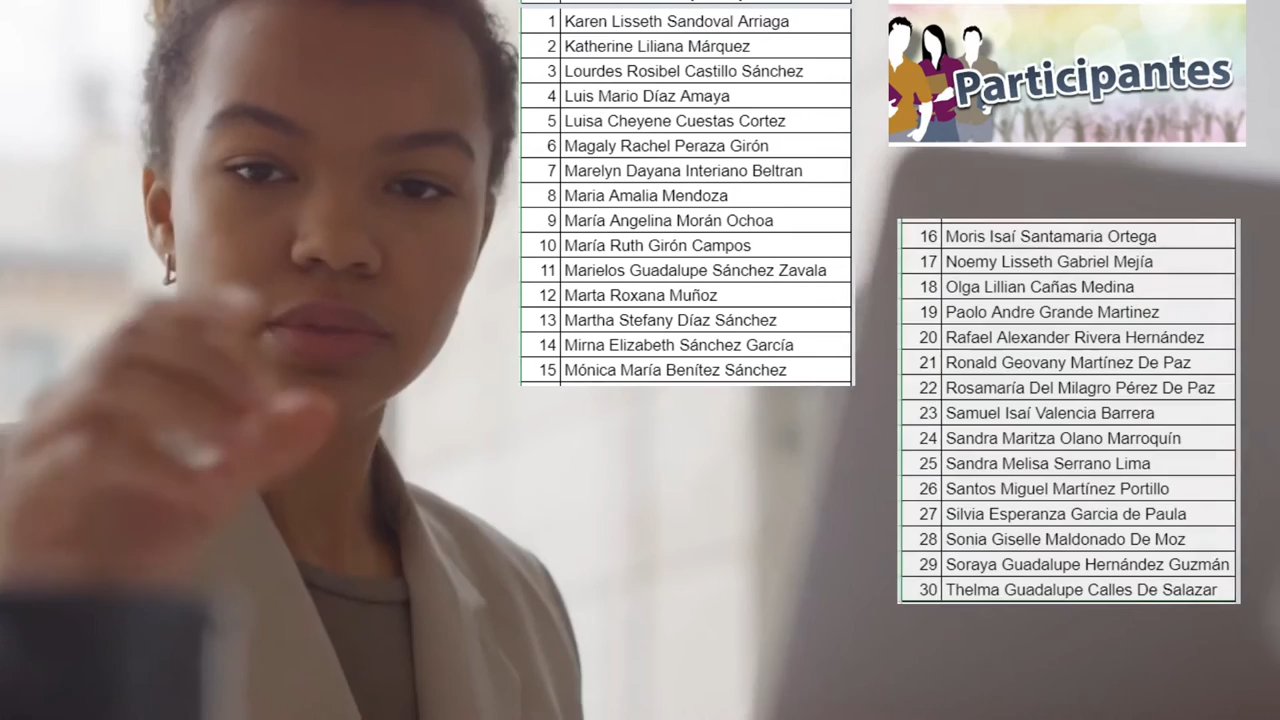 1 Karen Lisseth Sandoval Arriaga
2 Katherine Liliana Márquez
3 Lourdes Rosibel Castillo Sánchez
4 Luis Mario Díaz Amaya
5 Luisa Cheyene Cuestas Cortez
6 Magaly Rachel Peraza Girón
7 Marelyn Dayana Interiano Beltran
8 Maria Amalia Mendoza
9 María Angelina Morán Ochoa
10 María Ruth Girón Campos
11 Marielos Guadalupe Sánchez Zavala
12 Marta Roxana Muñoz
13 Martha Stefany Díaz Sánchez
14 Mirna Elizabeth Sánchez García
15 Mónica María Benítez Sánchez
Participantes
16 Moris Isaí Santamaria Ortega
17 Noemy Lisseth Gabriel Mejía
18 Olga Lillian Cañas Medina
19 Paolo Andre Grande Martinez
20 Rafael Alexander Rivera Hernández
21 Ronald Geovany Martínez De Paz
22 Rosamaría Del Milagro Pérez De Paz
23 Samuel Isaí Valencia Barrera
24 Sandra Maritza Olano Marroquín
25 Sandra Melisa Serrano Lima
26 Santos Miguel Martínez Portillo
27 Silvia Esperanza Garcia de Paula
28 Sonia Giselle Maldonado De Moz
29 Soraya Guadalupe Hernández Guzmán
30 Thelma Guadalupe Calles De Salazar